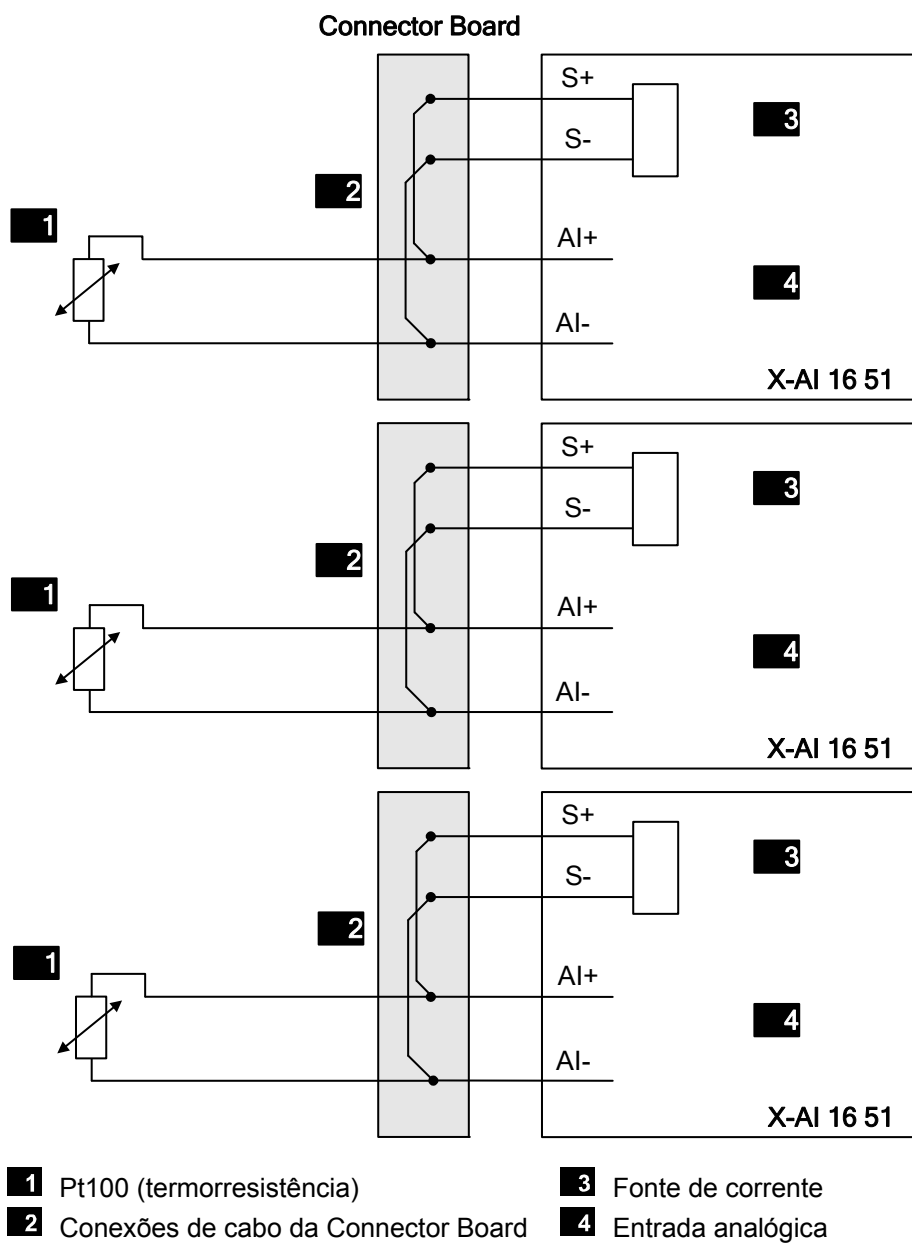 Connector Board
S+
3
S-
2
1
AI+
4
AI-
X-AI 16 51
S+
3
S-
2
1
AI+
4
AI-
X-AI 16 51
S+
3
S-
2
1
AI+
4
AI-
X-AI 16 51
1 Pt100 (termorresistência)
3 Fonte de corrente
2 Conexões de cabo da Connector Board
4 Entrada analógica